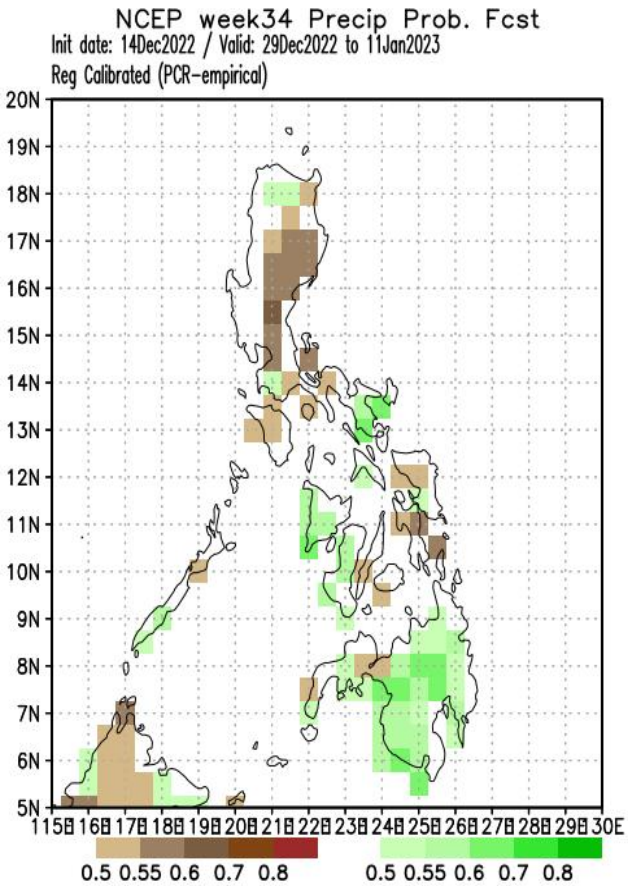 NCEP week34 Precip Prob. Fcst
Init date: 14Dec2022 / Valid: 29Dec2022 to 11Jan2023
Reg Calibrated (PCR-empirical)
20N
19N
18N
17N
16N
15N
14N
13N
12N
11N
10N
9N
8N
7N
6N
5N
115E 116E 117E 118E 119E 120E 121E 122E 123E 124E 125E 126E 127E 128E 129E 130E
0.5 0.55 0.6 0.7 0.8 0.5 0.55 0.6 0.7 0.8